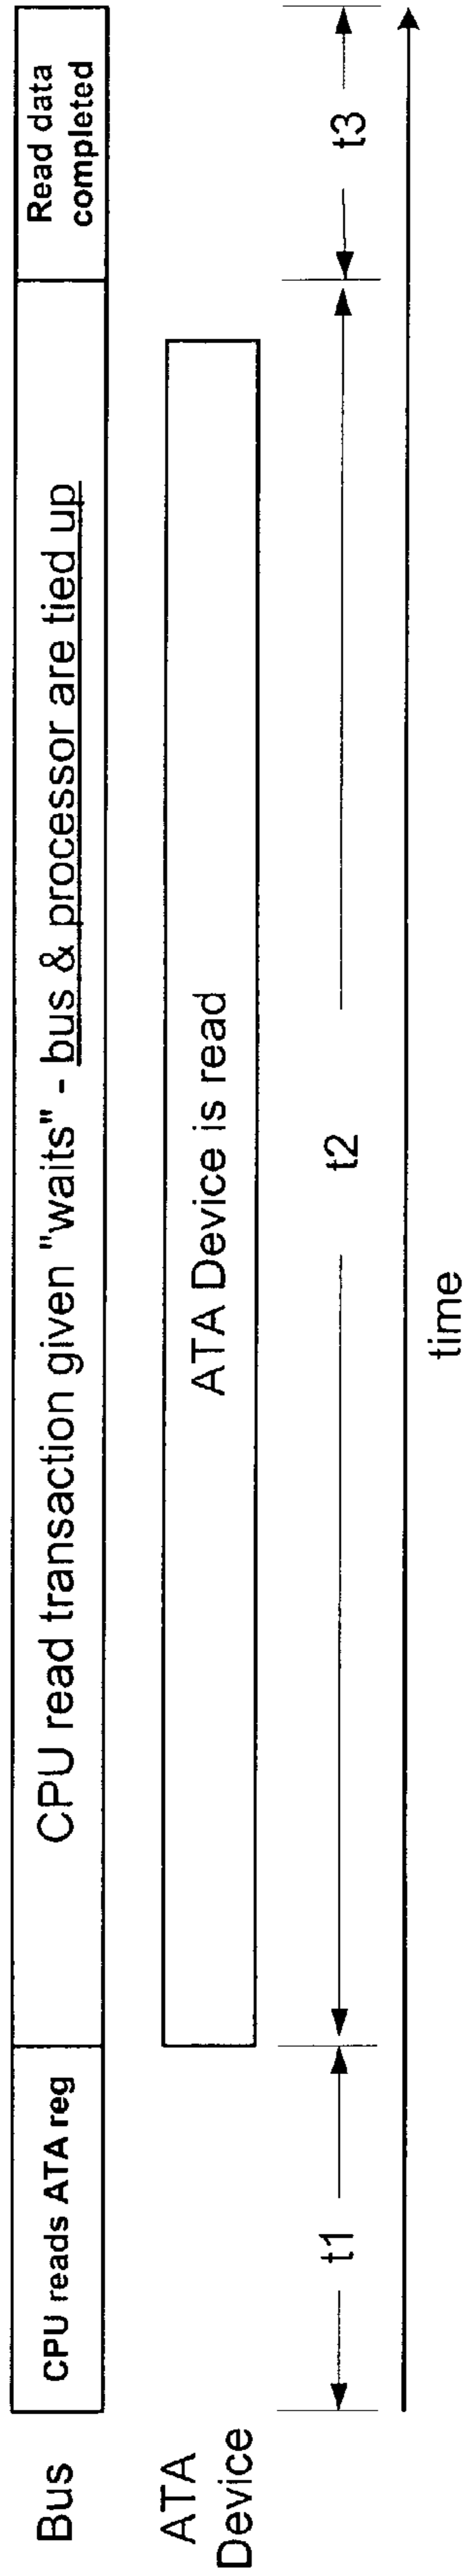 Bus
CPU reads ATA reg
CPU read transaction given "waits" - bus & processor are tied up
Read data
completed
ATA
Device
ATA Device is read
t1
t2
t3
time